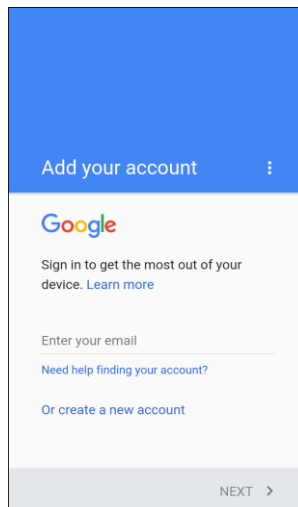 Add your account
Google
Sign in to get the most out of your
device. Learn more
Enter your email
Need help finding your account?
Or create a new account
NEXT